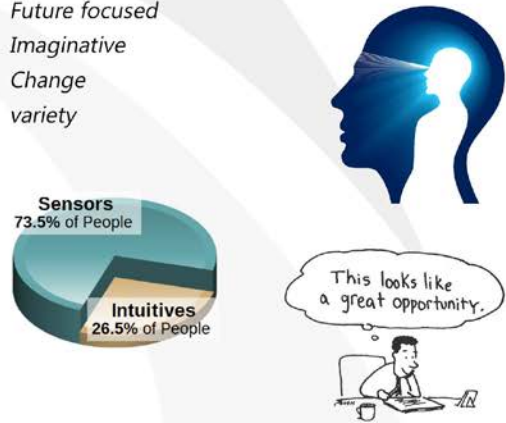 Future focused
Imaginative
Change
variety
Sensors
73.5% of People
Intuitives
26.5% of People
This looks like
a great opportunity.